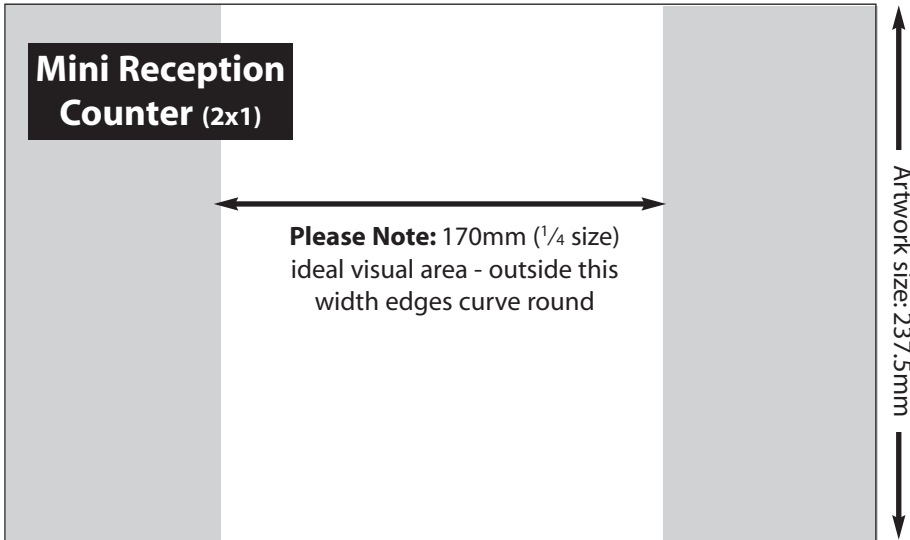 Mini Reception
Counter (2x1)
Please Note: 170mm (1/4 size)
ideal visual area - outside this
width edges curve round
Artwork size: 237.5mm